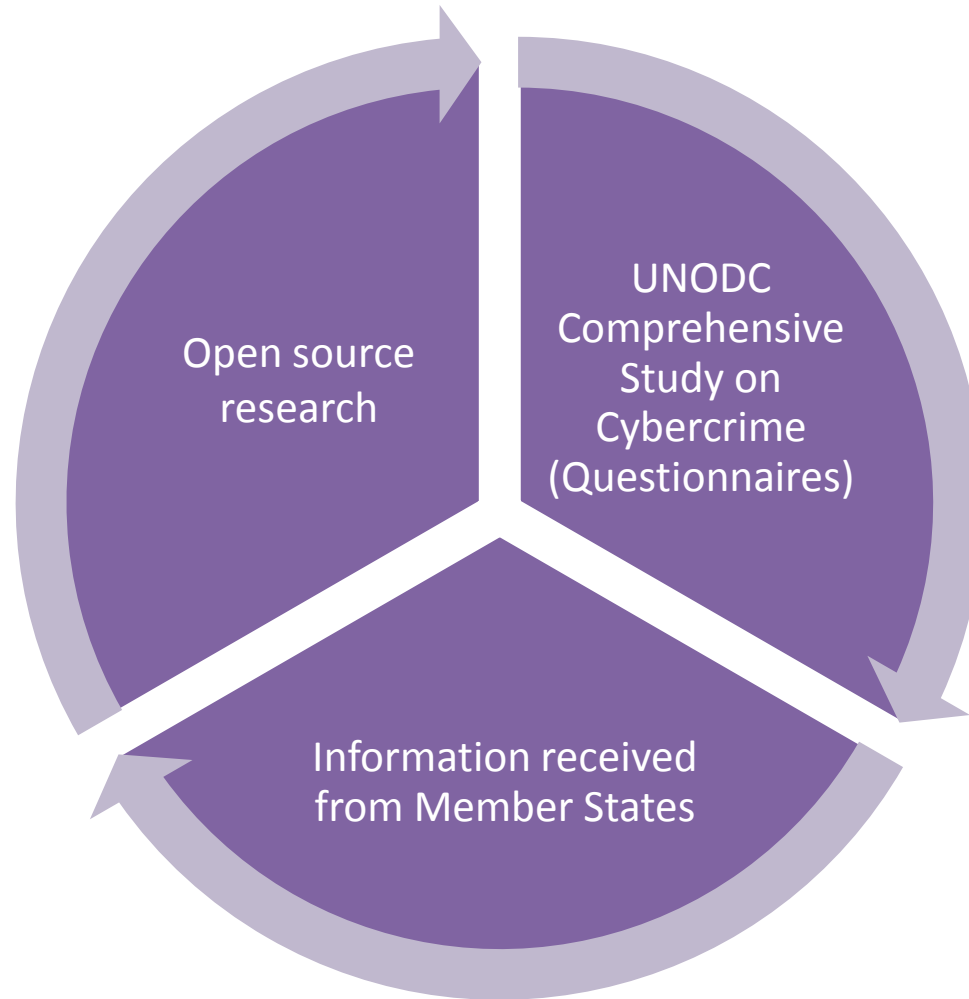 Open source
research
UNODC
Comprehensive
Study on
Cybercrime
(Questionnaires)
Information received
from Member States